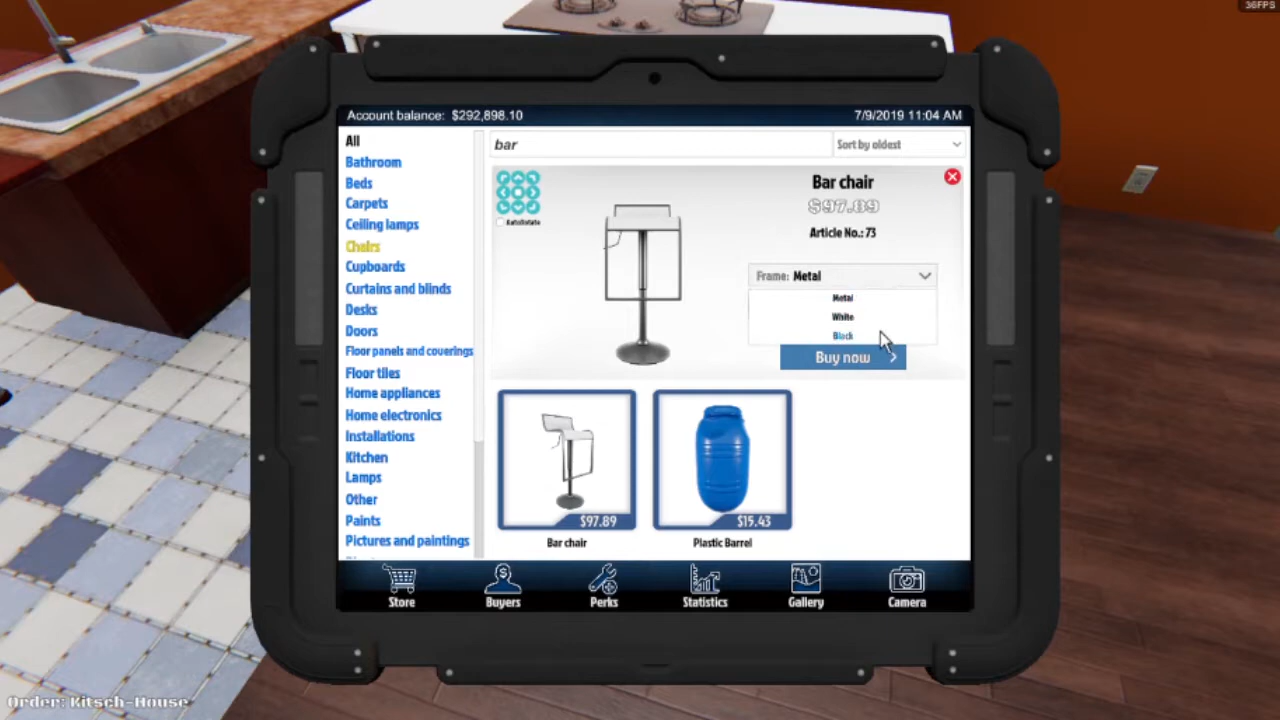 36FPS
Account balance: $292,898.10
7/9/2019 11:04 AM
All
Bathroom
Beds
Carpets
Ceiling lamps
Chairs
Cupboards
Curtains and blinds
Desks
Doors
Floor panels and coverings
Floor tiles
Home appliances
Home electronics
Installations
Kitchen
Lamps
Other
Paints
Pictures and paintings
bar
Sort by oldest
AutoRotate
Bar chair
$97.89
Article No.: 73
Frame: Metal
Metal
White
Black
Buy now
$97.89
Bar chair
$15.43
Plastic Barrel
Store
Buyers
Perks
Statistics
Gallery
Camera
Order: Kitsch-House